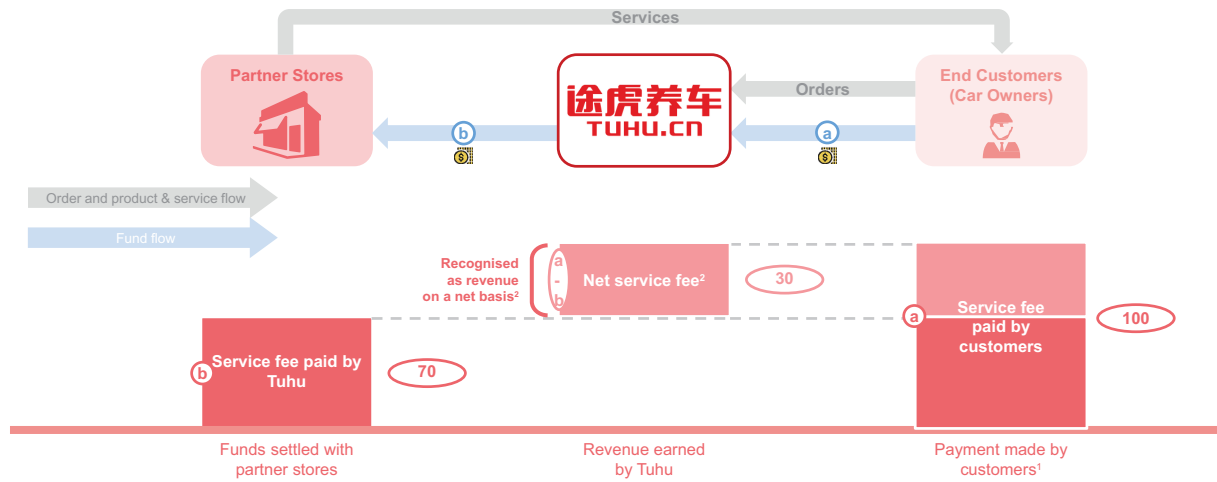 Services
Partner Stores
途虎养车
TUHU.CN
End Customers
(Car Owners)
Orders
b
a
Order and product & service flow
Fund flow
Recognised
as revenue
on a net basis²
a
-
b
Net service fee²
30
Service fee
paid by
customers
a
100
b
Service fee paid by
Tuhu
70
Funds settled with
partner stores
Revenue earned
by Tuhu
Payment made by
customers¹